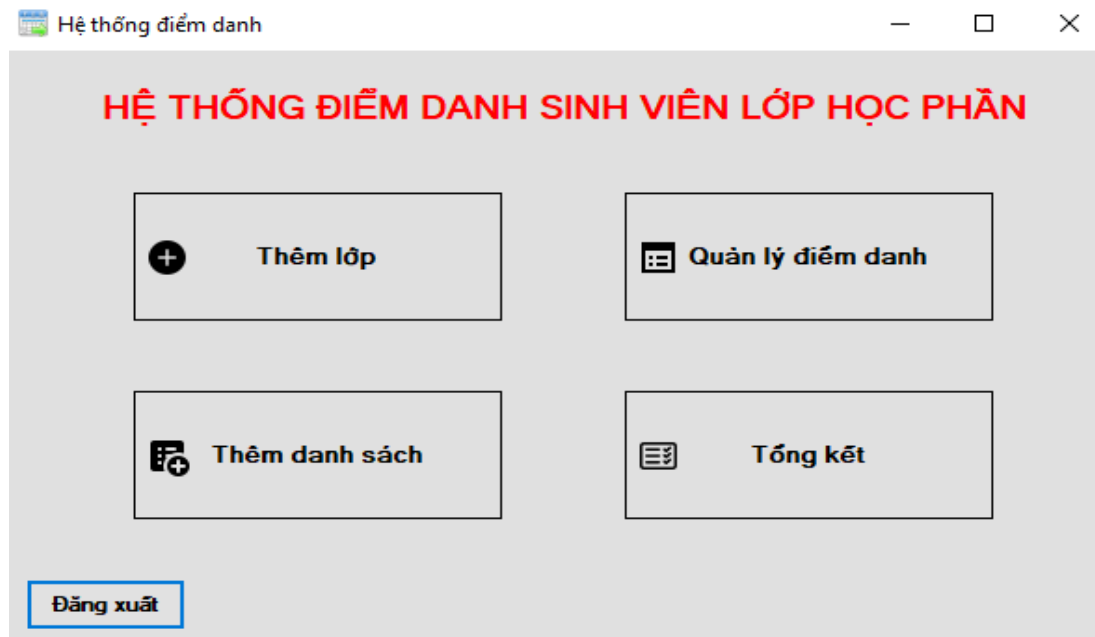 Hệ thống điểm danh
HỆ THỐNG ĐIỂM DANH SINH VIÊN LỚP HỌC PHẦN
Thêm lớp
Quản lý điểm danh
Thêm danh sách
Tổng kết
Đăng xuất